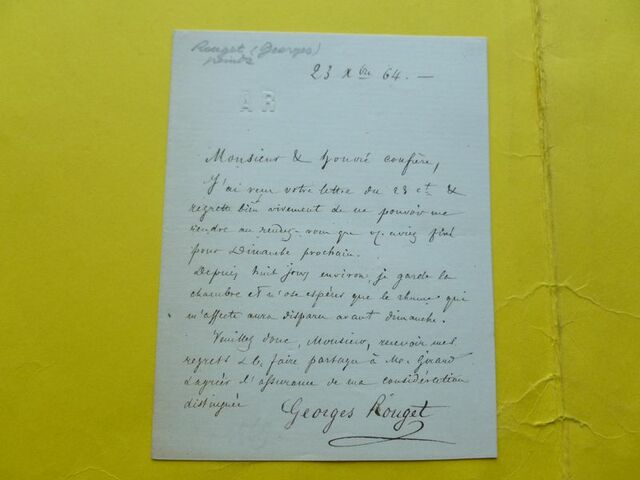 Rouget (Georges)
peintre
23 Xbre 64. —
A R
Monsieur & honoré confrère,
J'ai reçu votre lettre du 23 ct &
regrette bien vivement de ne pouvoir me
rendre au rendez-vous que v. aviez fixé
pour Dimanche prochain.
Depuis huit jours environ, je garde la
chambre et n'ose espérer que le rhume qui
m'affecte aura disparu avant dimanche.
Veuillez donc, Monsieur, recevoir mes
regrets & les faire partager à Mr. Girard
& agréer l'assurance de ma considération
distinguée
Georges Rouget